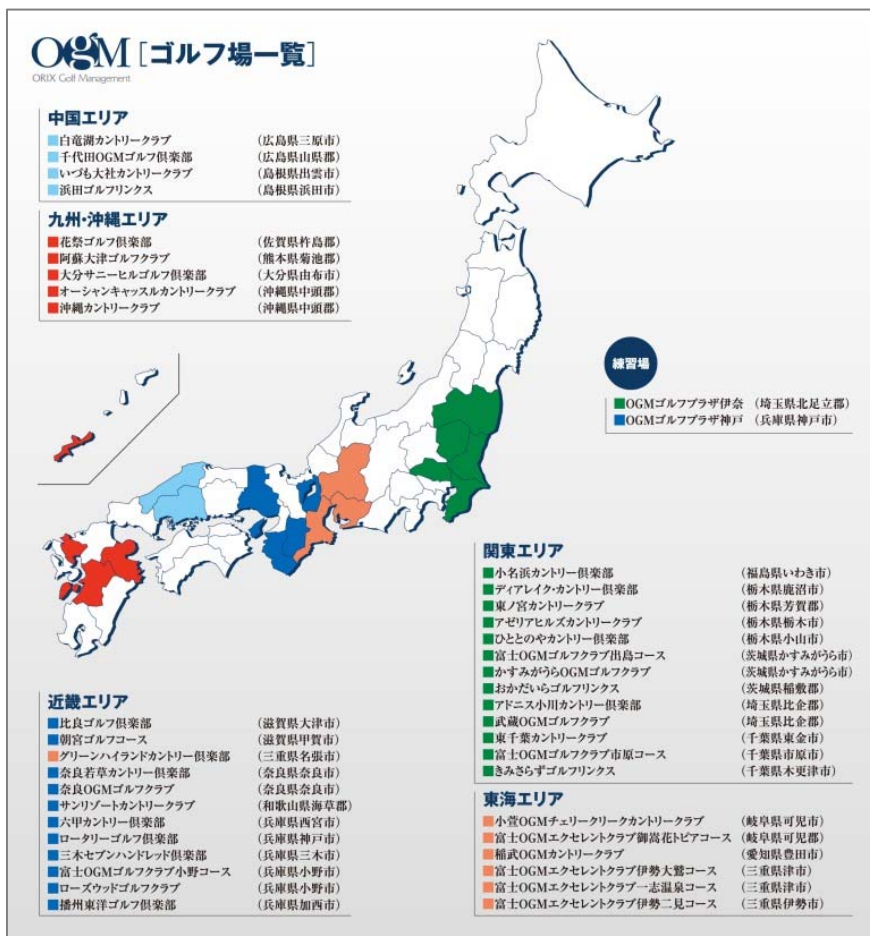 OGM[ゴルフ場一覧]
ORIX Golf Management
中国エリア
白竜湖カントリークラブ (広島県三原市)
千代田OGMゴルフ倶楽部 (広島県山県郡)
いづも大社カントリークラブ (島根県出雲市)
浜田ゴルフリンクス (島根県浜田市)
九州・沖縄エリア
花祭ゴルフ倶楽部 (佐賀県杵島郡)
阿蘇大津ゴルフクラブ (熊本県菊池郡)
大分サニーヒルゴルフ倶楽部 (大分県由布市)
オーシャンキャッスルカントリークラブ (沖縄県中頭郡)
沖縄カントリークラブ (沖縄県中頭郡)
練習場
OGMゴルフプラザ伊奈 (埼玉県北足立郡)
OGMゴルフプラザ神戸 (兵庫県神戸市)
関東エリア
小名浜カントリー倶楽部 (福島県いわき市)
ディアレイク・カントリー倶楽部 (栃木県鹿沼市)
東ノ宮カントリークラブ (栃木県芳賀郡)
アゼリアヒルズカントリークラブ (栃木県栃木市)
ひととのやカントリー倶楽部 (栃木県小山市)
富士OGMゴルフクラブ出島コース (茨城県かすみがうら市)
かすみがうらOGMゴルフクラブ (茨城県かすみがうら市)
おかだいらゴルフリンクス (茨城県稲敷郡)
アドニス小川カントリー倶楽部 (埼玉県比企郡)
武蔵OGMゴルフクラブ (埼玉県比企郡)
東千葉カントリークラブ (千葉県東金市)
富士OGMゴルフクラブ市原コース (千葉県市原市)
きみさらずゴルフリンクス (千葉県木更津市)
近畿エリア
比良ゴルフ倶楽部 (滋賀県大津市)
朝宮ゴルフコース (滋賀県甲賀市)
グリーンハイランドカントリー倶楽部 (三重県名張市)
奈良若草カントリー倶楽部 (奈良県奈良市)
奈良OGMゴルフクラブ (奈良県奈良市)
サンリゾートカントリークラブ (和歌山県海草郡)
六甲カントリー倶楽部 (兵庫県西宮市)
ロータリーゴルフ倶楽部 (兵庫県神戸市)
三木セブンハンドレッド倶楽部 (兵庫県三木市)
富士OGMゴルフクラブ小野コース (兵庫県小野市)
ローズウッドゴルフクラブ (兵庫県小野市)
播州東洋ゴルフ倶楽部 (兵庫県加西市)
東海エリア
小萱OGMチェリークリークカントリークラブ (岐阜県可児市)
富士OGMエクセレントクラブ御嵩花トピアコース (岐阜県可児郡)
稲武OGMカントリークラブ (愛知県豊田市)
富士OGMエクセレントクラブ伊勢大鷲コース (三重県津市)
富士OGMエクセレントクラブ一志温泉コース (三重県津市)
富士OGMエクセレントクラブ伊勢二見コース (三重県伊勢市)